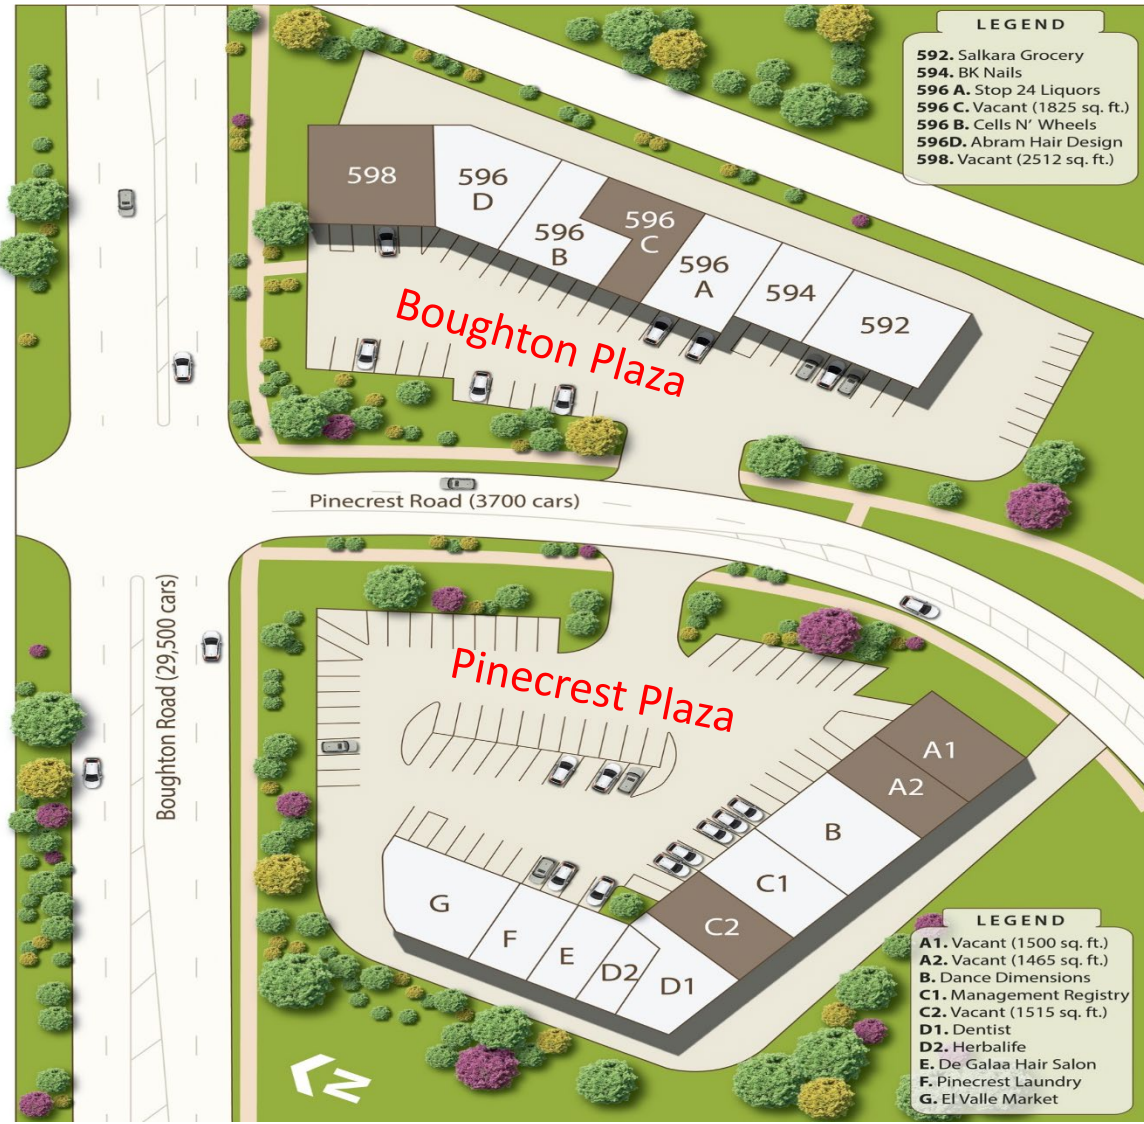 LEGEND
592. Salkara Grocery
594. BK Nails
596 A. Stop 24 Liquors
596 C. Vacant (1825 sq. ft.)
596 B. Cells N’ Wheels
596D. Abram Hair Design
598. Vacant (2512 sq. ft.)
598
596
D
596
B
596
C
596
A
594
592
Boughton Plaza
Pinecrest Road (3700 cars)
Boughton Road (29,500 cars)
Pinecrest Plaza
A1
A2
B
C1
C2
G
F
E
D2
D1
N
LEGEND
A1. Vacant (1500 sq. ft.)
A2. Vacant (1465 sq. ft.)
B. Dance Dimensions
C1. Management Registry
C2. Vacant (1515 sq. ft.)
D1. Dentist
D2. Herbalife
E. De Galaa Hair Salon
F. Pinecrest Laundry
G. El Valle Market